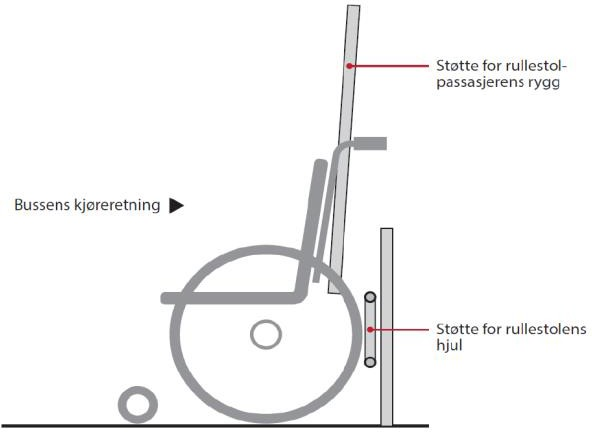 Støtte for rullestol-
passasjerens rygg
Bussens kjøreretning
Støtte for rullestolens
hjul